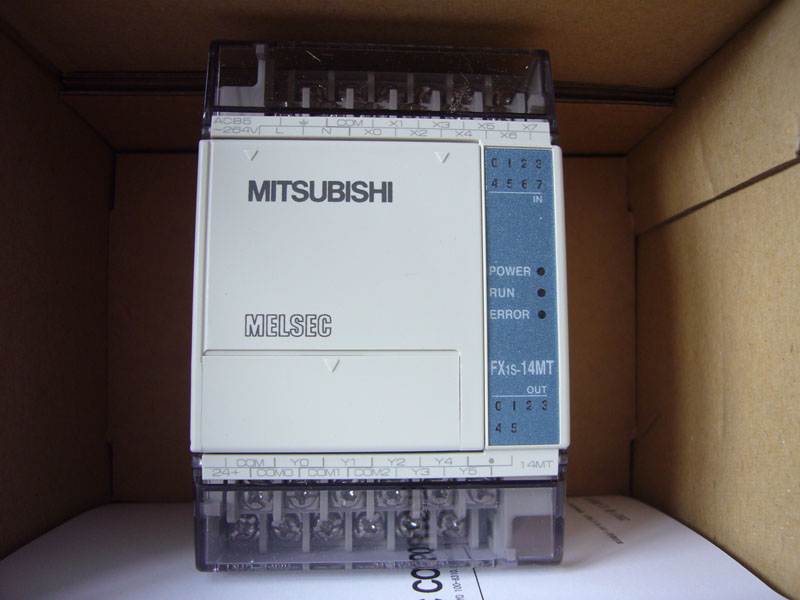 AC85 ⏚ COM X1 X3 X5 X7
~264V L N X0 X2 X4 X6
MITSUBISHI
MELSEC
0 1 2 3
4 5 6 7
IN
POWER
RUN
ERROR
FX1S-14MT
OUT
0 1 2 3
4 5
COM Y0 Y1 Y2 Y4 •
24+ COM0 COM1 COM2 Y3 Y5 14MT